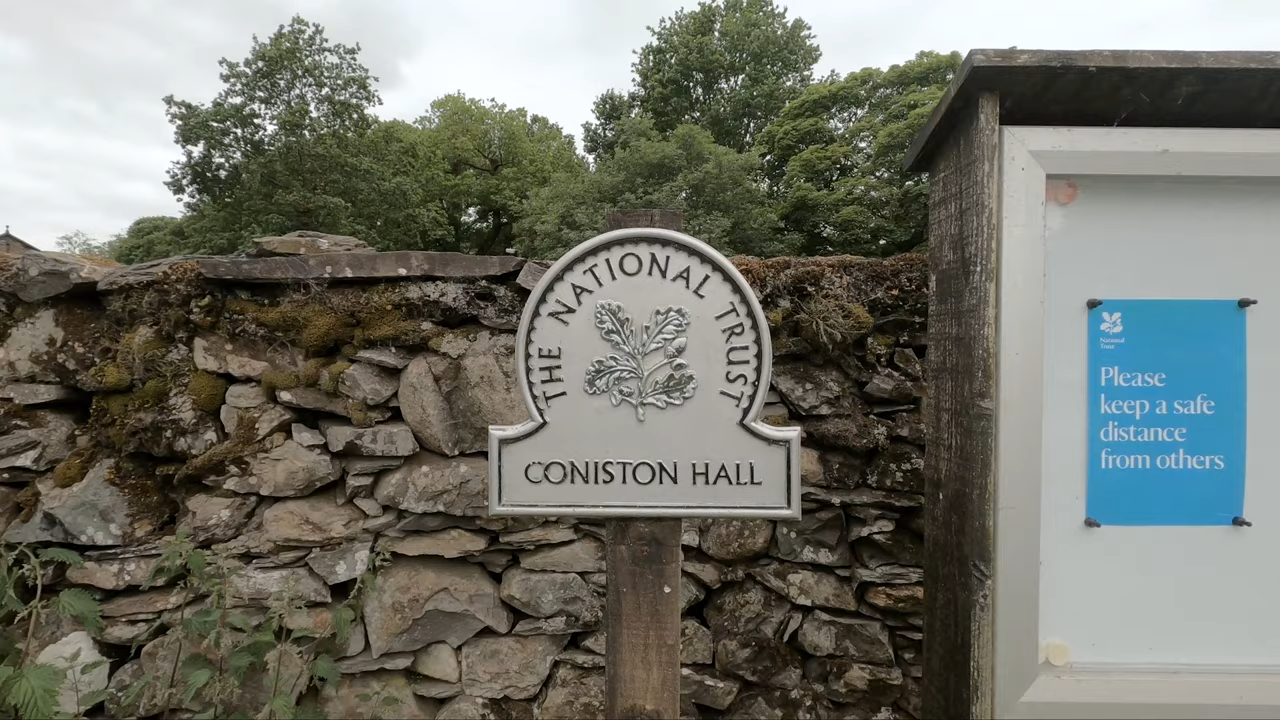 THE NATIONAL TRUST
CONISTON HALL
National
Trust
Please
keep a safe
distance
from others